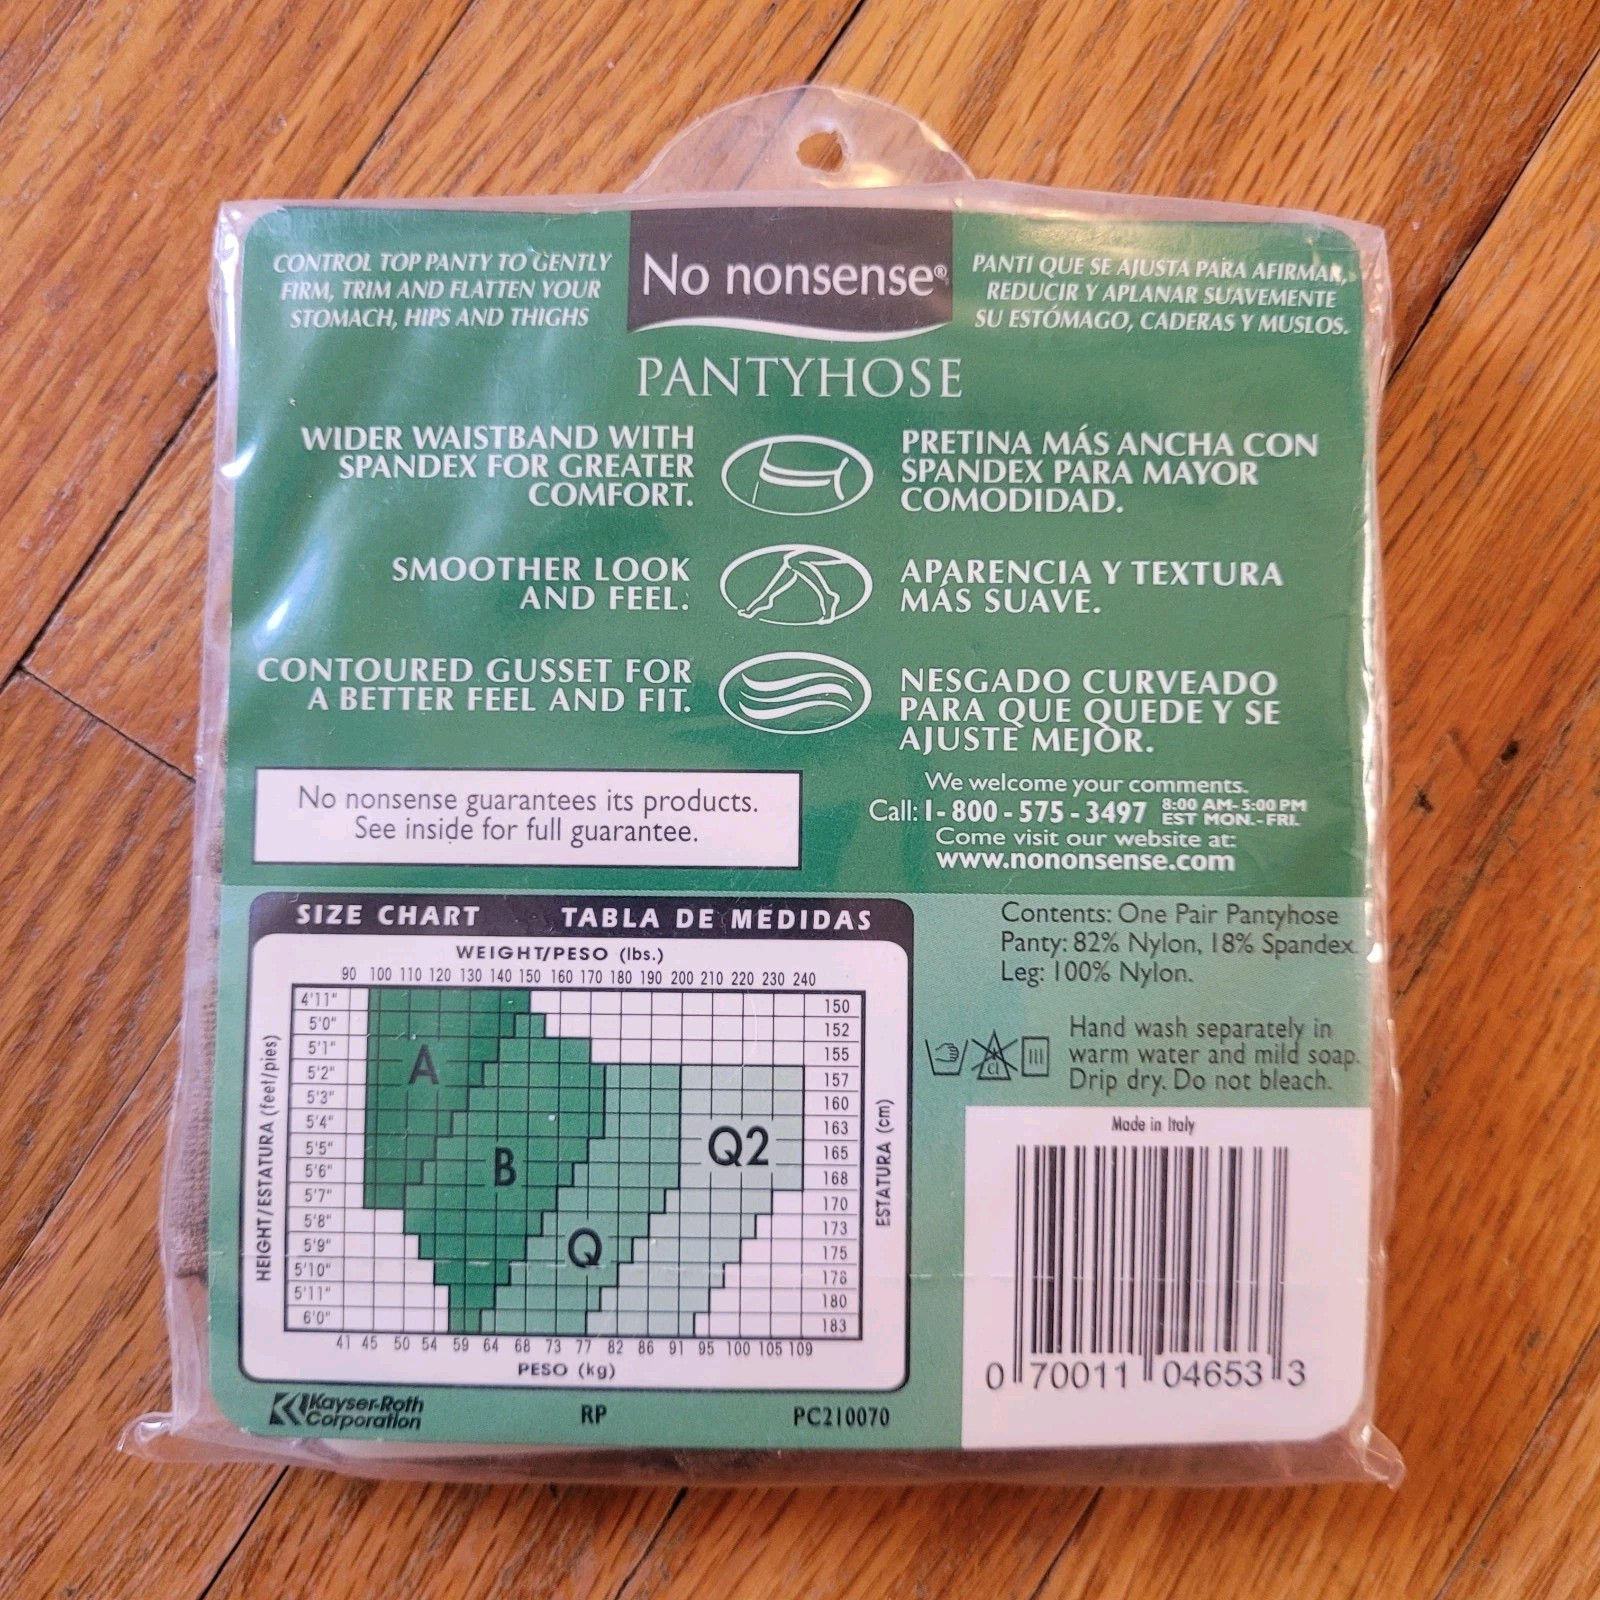 CONTROL TOP PANTY TO GENTLY
FIRM, TRIM AND FLATTEN YOUR
STOMACH, HIPS AND THIGHS
No nonsense®
PANTI QUE SE AJUSTA PARA AFIRMAR,
REDUCIR Y APLANAR SUAVEMENTE
SU ESTÓMAGO, CADERAS Y MUSLOS.
PANTYHOSE
WIDER WAISTBAND WITH
SPANDEX FOR GREATER
COMFORT.
PRETINA MÁS ANCHA CON
SPANDEX PARA MAYOR
COMODIDAD.
SMOOTHER LOOK
AND FEEL.
APARENCIA Y TEXTURA
MÁS SUAVE.
CONTOURED GUSSET FOR
A BETTER FEEL AND FIT.
NESGADO CURVEADO
PARA QUE QUEDE Y SE
AJUSTE MEJOR.
No nonsense guarantees its products.
See inside for full guarantee.
We welcome your comments.
Call: 1-800-575-3497 8:00 AM-5:00 PM
EST MON.-FRI.
Come visit our website at:
www.nononsense.com
SIZE CHART TABLA DE MEDIDAS
WEIGHT/PESO (lbs.)
90 100 110 120 130 140 150 160 170 180 190 200 210 220 230 240
HEIGHT/ESTATURA (feet/pies)
4'11" 150
5'0" 152
5'1" 155
5'2" 157
5'3" 160
5'4" 163
5'5" 165
5'6" 168
5'7" 170
5'8" 173
5'9" 175
5'10" 178
5'11" 180
6'0" 183
A
B
Q
Q2
ESTATURA (cm)
41 45 50 54 59 64 68 73 77 82 86 91 95 100 105 109
PESO (kg)
Contents: One Pair Pantyhose
Panty: 82% Nylon, 18% Spandex
Leg: 100% Nylon.
cl
Hand wash separately in
warm water and mild soap.
Drip dry. Do not bleach.
Made in Italy
0 70011 04653 3
Kayser-Roth
Corporation
RP
PC210070